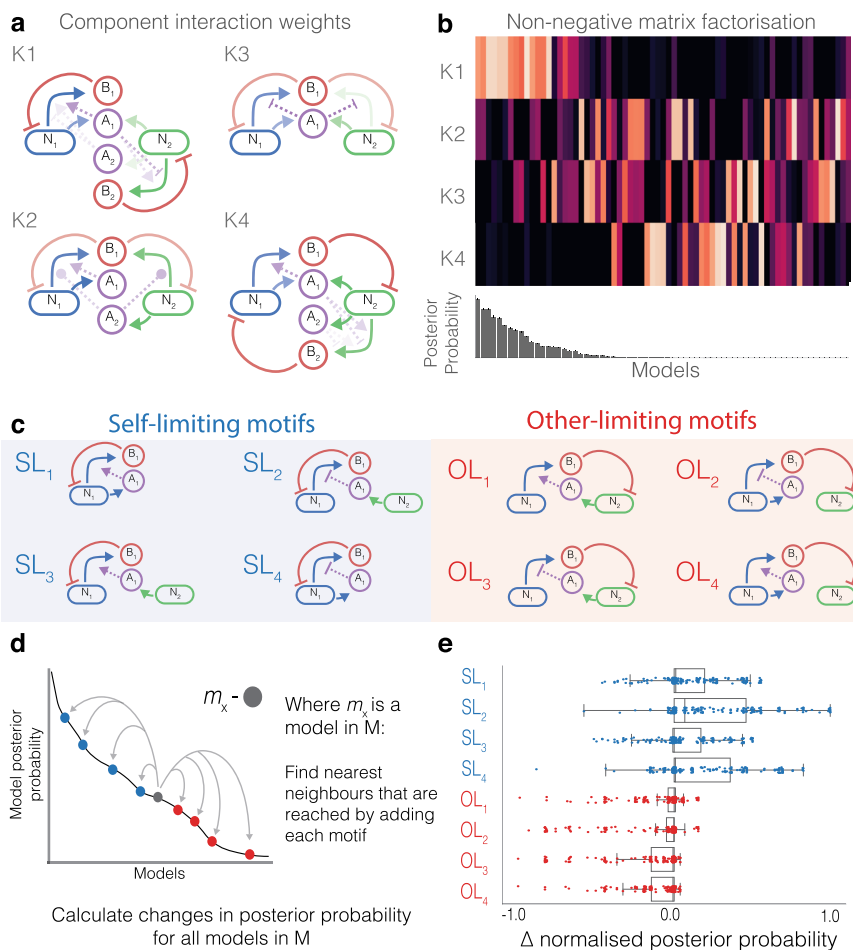 a Component interaction weights
K1
B1
A1
N1
N2
A2
B2
K3
B1
A1
N1
N2
K2
B1
N1
A1
N2
A2
K4
B1
N1
A1
N2
A2
B2
b Non-negative matrix factorisation
K1
K2
K3
K4
Posterior
Probability
Models
c Self-limiting motifs
SL1
B1
A1
N1
SL2
B1
A1
N1
N2
SL3
B1
A1
N1
N2
SL4
B1
A1
N1
Other-limiting motifs
OL1
B1
A1
N1
N2
OL2
B1
A1
N1
N2
OL3
B1
A1
N1
N2
OL4
B1
A1
N1
N2
d
mx -
Where mx is a
model in M:
Find nearest
neighbours that are
reached by adding
each motif
Model posterior
probability
Models
Calculate changes in posterior probability
for all models in M
e
SL1
SL2
SL3
SL4
OL1
OL2
OL3
OL4
-1.0 0.0 1.0
Δ normalised posterior probability